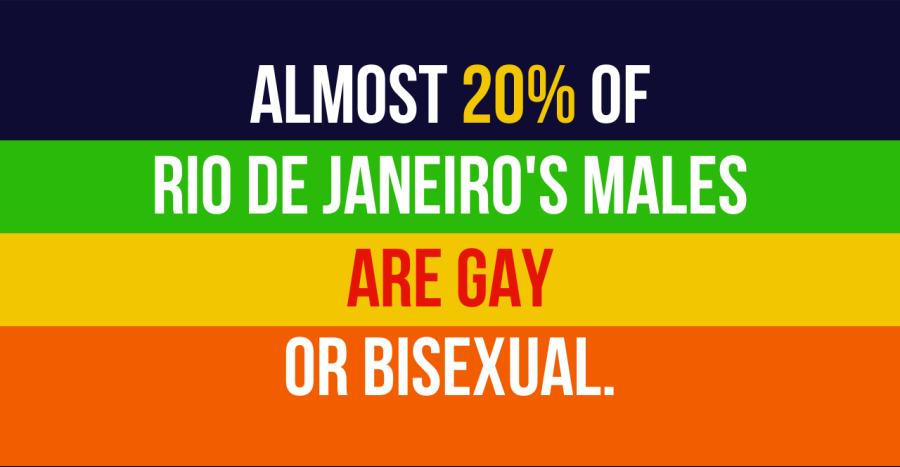 ALMOST 20% OF
RIO DE JANEIRO'S MALES
ARE GAY
OR BISEXUAL.